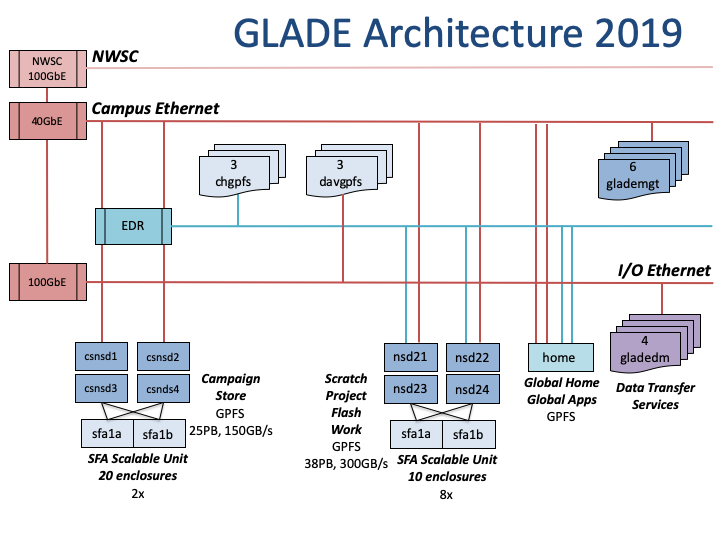 GLADE Architecture 2019
NWSC
100GbE
NWSC
40GbE
Campus Ethernet
3
chgpfs
3
davgpfs
6
glademgt
EDR
100GbE
I/O Ethernet
4
gladedm
csnsd1
csnsd2
csnsd3
csnds4
sfa1a
sfa1b
SFA Scalable Unit
20 enclosures
2x
Campaign
Store
GPFS
25PB, 150GB/s
Scratch
Project
Flash
Work
GPFS
38PB, 300GB/s
nsd21
nsd22
nsd23
nsd24
sfa1a
sfa1b
SFA Scalable Unit
10 enclosures
8x
home
Global Home
Global Apps
GPFS
Data Transfer
Services